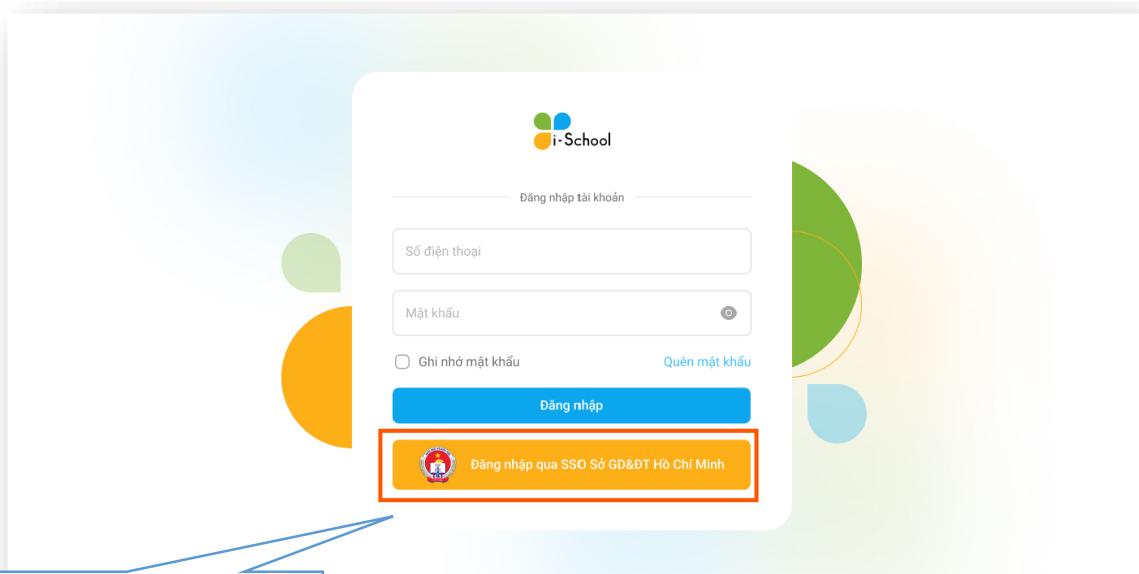 i-School
Đăng nhập tài khoản
Số điện thoại
Mật khẩu
Ghi nhớ mật khẩu
Quên mật khẩu
Đăng nhập
Đăng nhập qua SSO Sở GD&ĐT Hồ Chí Minh